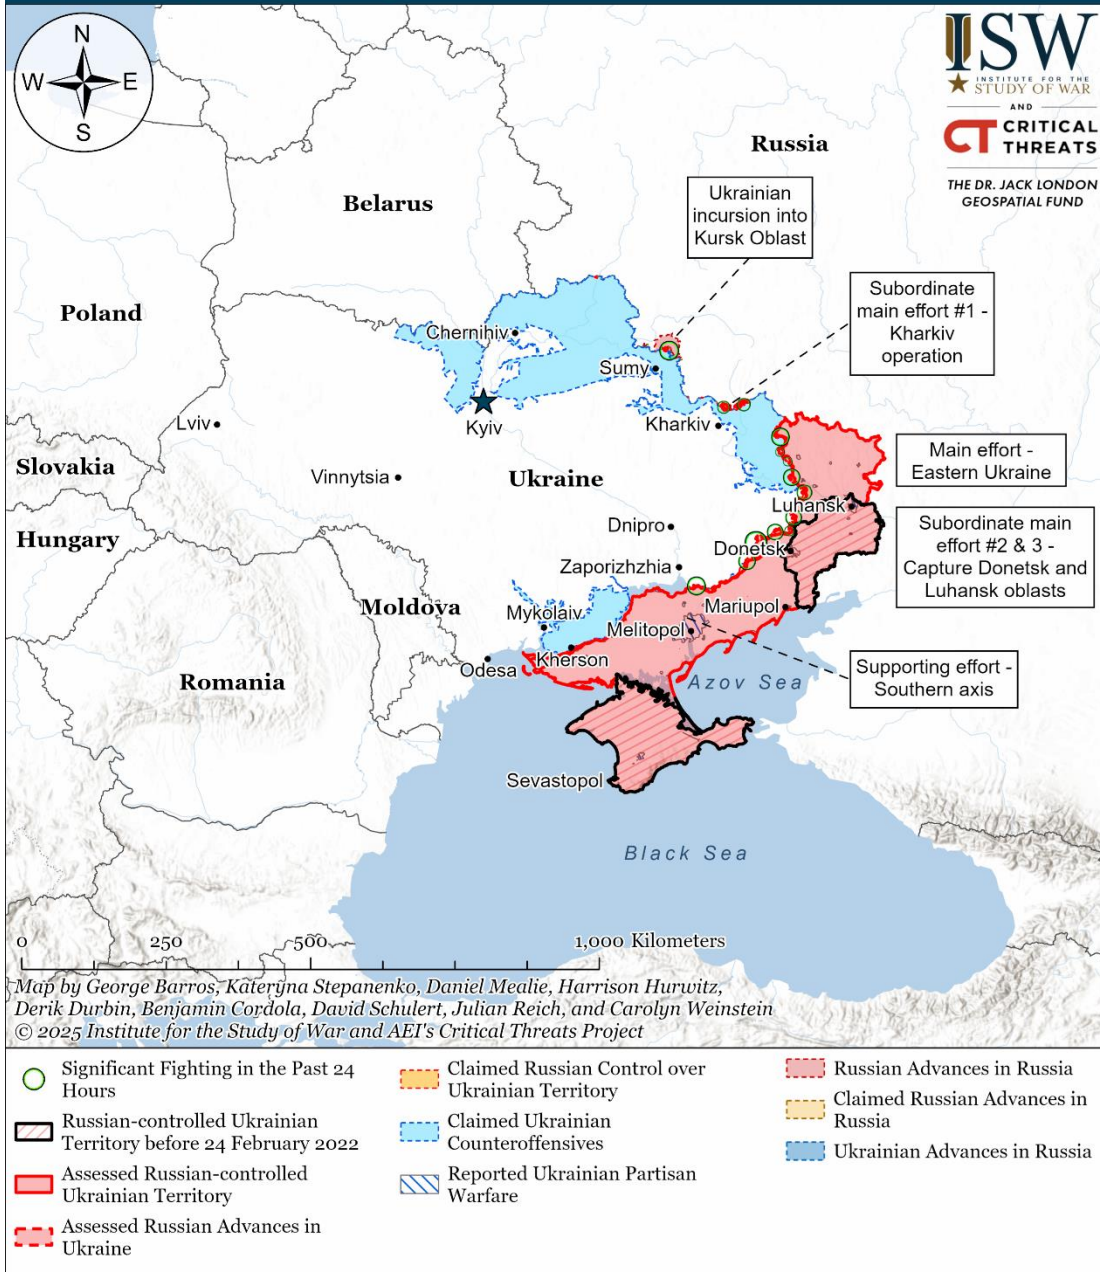 N
W
E
S
ISW
INSTITUTE FOR THE
STUDY OF WAR
AND
CT CRITICAL
THREATS
THE DR. JACK LONDON
GEOSPATIAL FUND
Russia
Belarus
Ukrainian
incursion into
Kursk Oblast
Poland
Subordinate
main effort #1 -
Kharkiv
operation
Chernihiv
Sumy
Kyiv
Lviv
Kharkiv
Slovakia
Main effort -
Eastern Ukraine
Vinnytsia
Ukraine
Luhansk
Hungary
Dnipro
Donetsk
Subordinate main
effort #2 & 3 -
Capture Donetsk and
Luhansk oblasts
Zaporizhzhia
Moldova
Mykolaiv
Mariupol
Melitopol
Odesa
Kherson
Supporting effort -
Southern axis
Romania
Azov Sea
Sevastopol
Black Sea
0
250
500
1,000 Kilometers
Map by George Barros, Kateryna Stepanenko, Daniel Mealie, Harrison Hurwitz,
Derik Durbin, Benjamin Cordola, David Schulert, Julian Reich, and Carolyn Weinstein
© 2025 Institute for the Study of War and AEI's Critical Threats Project
Significant Fighting in the Past 24
Hours
Russian-controlled Ukrainian
Territory before 24 February 2022
Assessed Russian-controlled
Ukrainian Territory
Assessed Russian Advances in
Ukraine
Claimed Russian Control over
Ukrainian Territory
Claimed Ukrainian
Counteroffensives
Reported Ukrainian Partisan
Warfare
Russian Advances in Russia
Claimed Russian Advances in
Russia
Ukrainian Advances in Russia